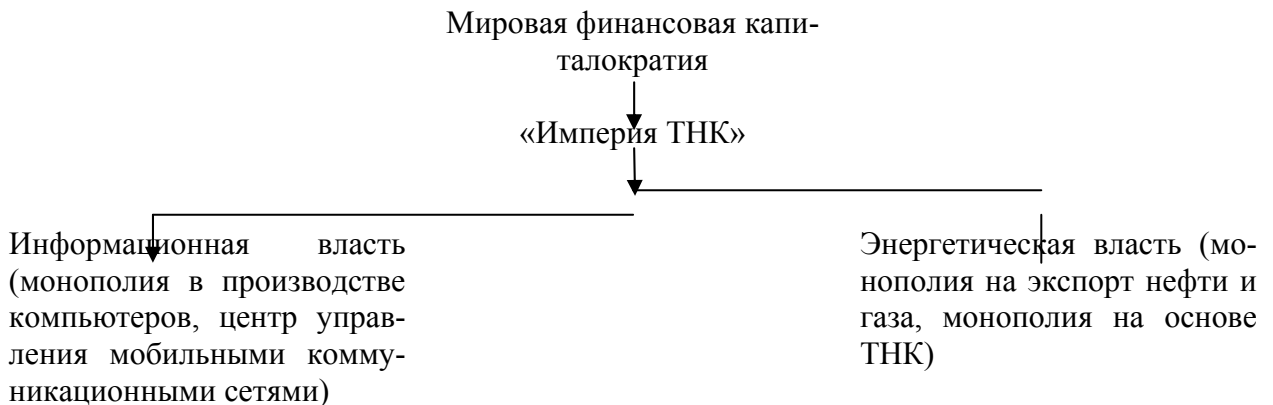 Мировая финансовая капи-
талократия
«Империя ТНК»
Информационная власть
(монополия в производстве
компьютеров, центр управ-
ления мобильными комму-
никационными сетями)
Энергетическая власть (мо-
нополия на экспорт нефти и
газа, монополия на основе
ТНК)